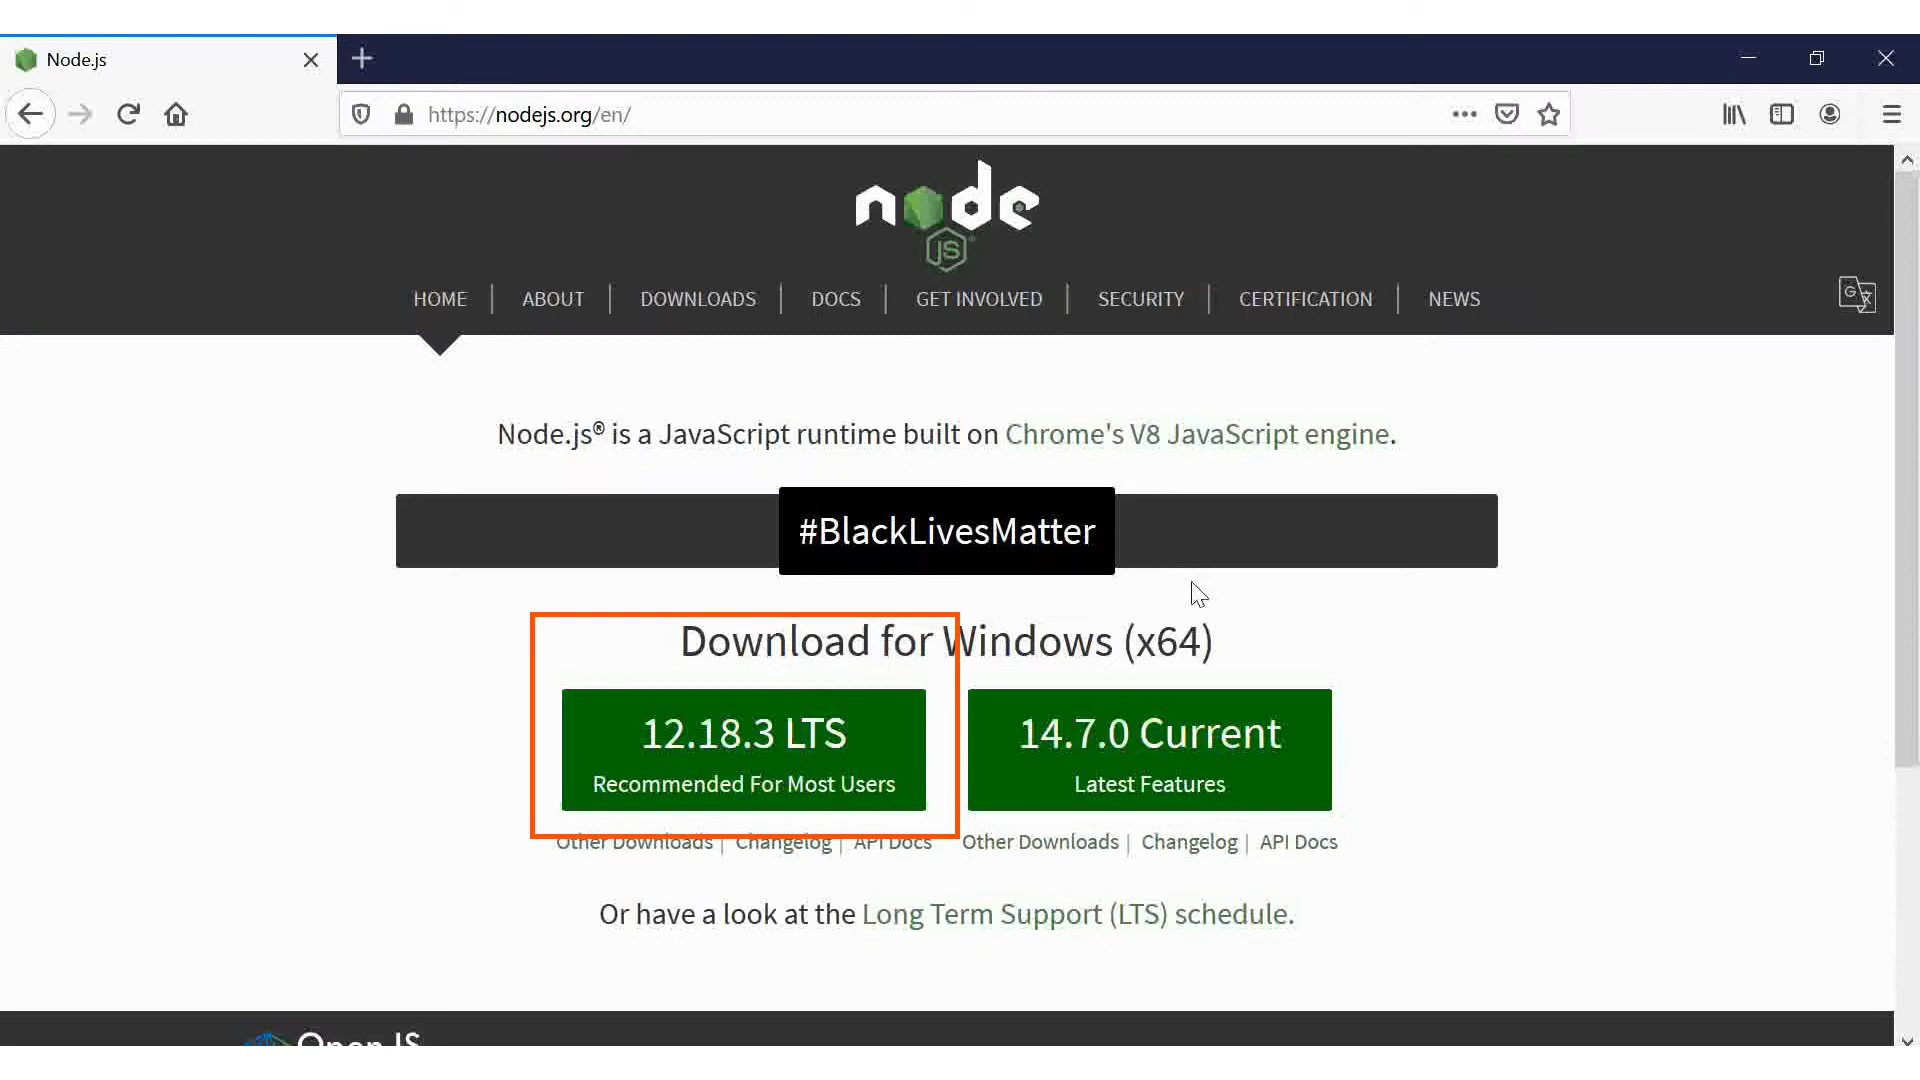 Node.js
https://nodejs.org/en/
node
JS
HOME | ABOUT | DOWNLOADS | DOCS | GET INVOLVED | SECURITY | CERTIFICATION | NEWS
Node.js® is a JavaScript runtime built on Chrome's V8 JavaScript engine.
#BlackLivesMatter
Download for Windows (x64)
12.18.3 LTS
Recommended For Most Users
14.7.0 Current
Latest Features
Other Downloads | Changelog | API Docs
Other Downloads | Changelog | API Docs
Or have a look at the Long Term Support (LTS) schedule.
OpenJS